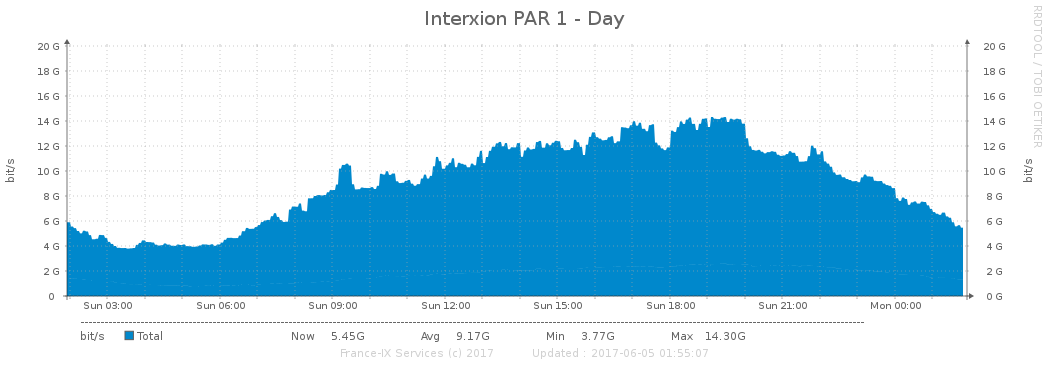 Interxion PAR 1 - Day
RRDTOOL / TOBI OETIKER
20 G 20 G
18 G 18 G
16 G 16 G
14 G 14 G
12 G 12 G
10 G 10 G
8 G 8 G
6 G 6 G
4 G 4 G
2 G 2 G
0 0 G
bit/s
bit/s
Sun 03:00 Sun 06:00 Sun 09:00 Sun 12:00 Sun 15:00 Sun 18:00 Sun 21:00 Mon 00:00
bit/s Total Now 5.45G Avg 9.17G Min 3.77G Max 14.30G
France-IX Services (c) 2017 Updated : 2017-06-05 01:55:07